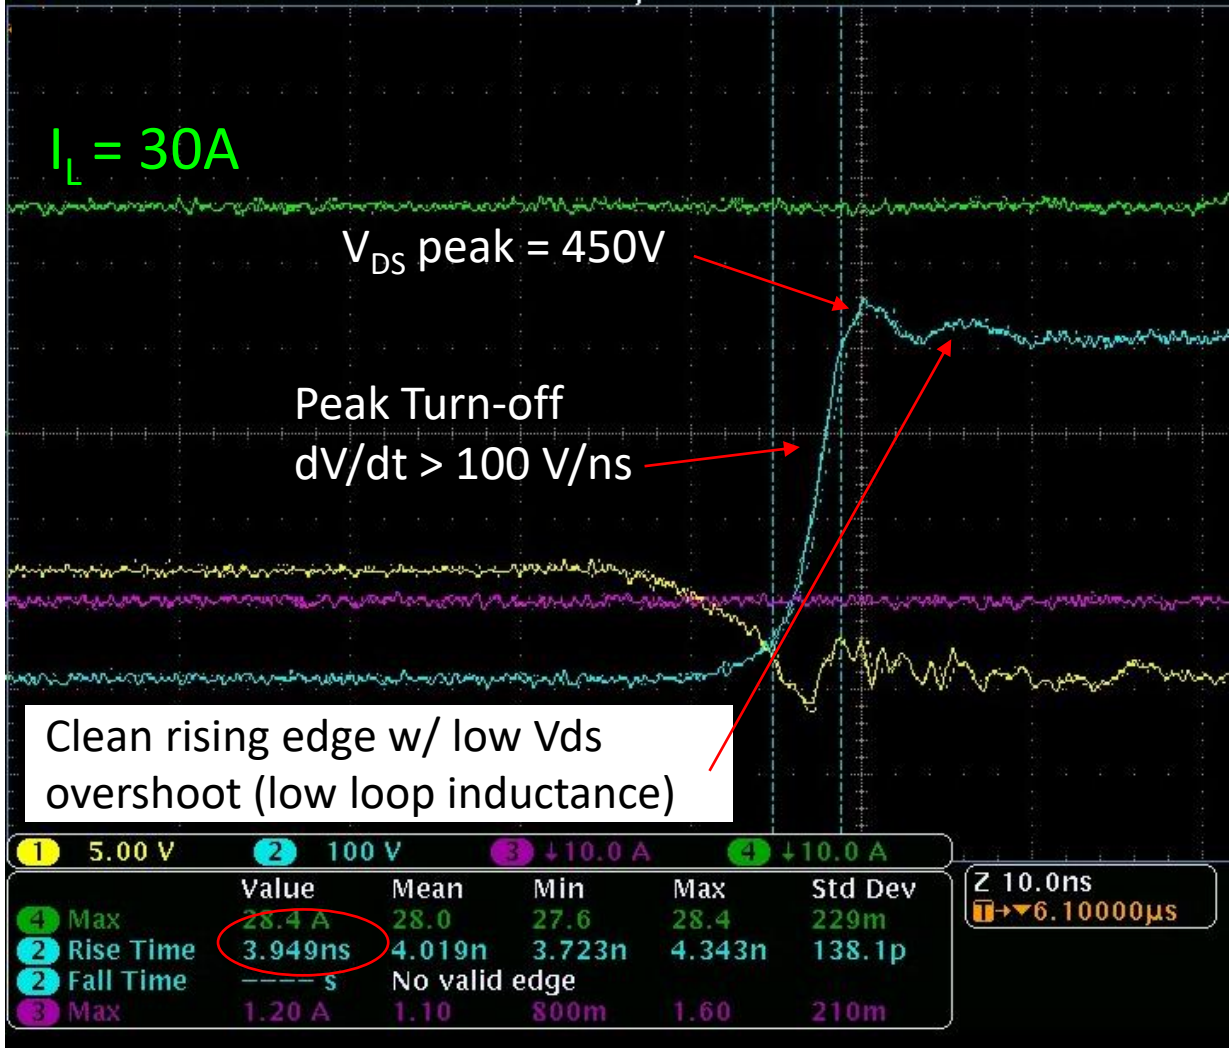 I_L = 30A
V_DS peak = 450V
Peak Turn-off
dV/dt > 100 V/ns
Clean rising edge w/ low Vds
overshoot (low loop inductance)
1 5.00 V 2 100 V 3 ↓10.0 A 4 ↓10.0 A
Z 10.0ns
T→▼6.10000µs
Value Mean Min Max Std Dev
4 Max 28.4 A 28.0 27.6 28.4 229m
2 Rise Time 3.949ns 4.019n 3.723n 4.343n 138.1p
2 Fall Time ---- s No valid edge
3 Max 1.20 A 1.10 800m 1.60 210m